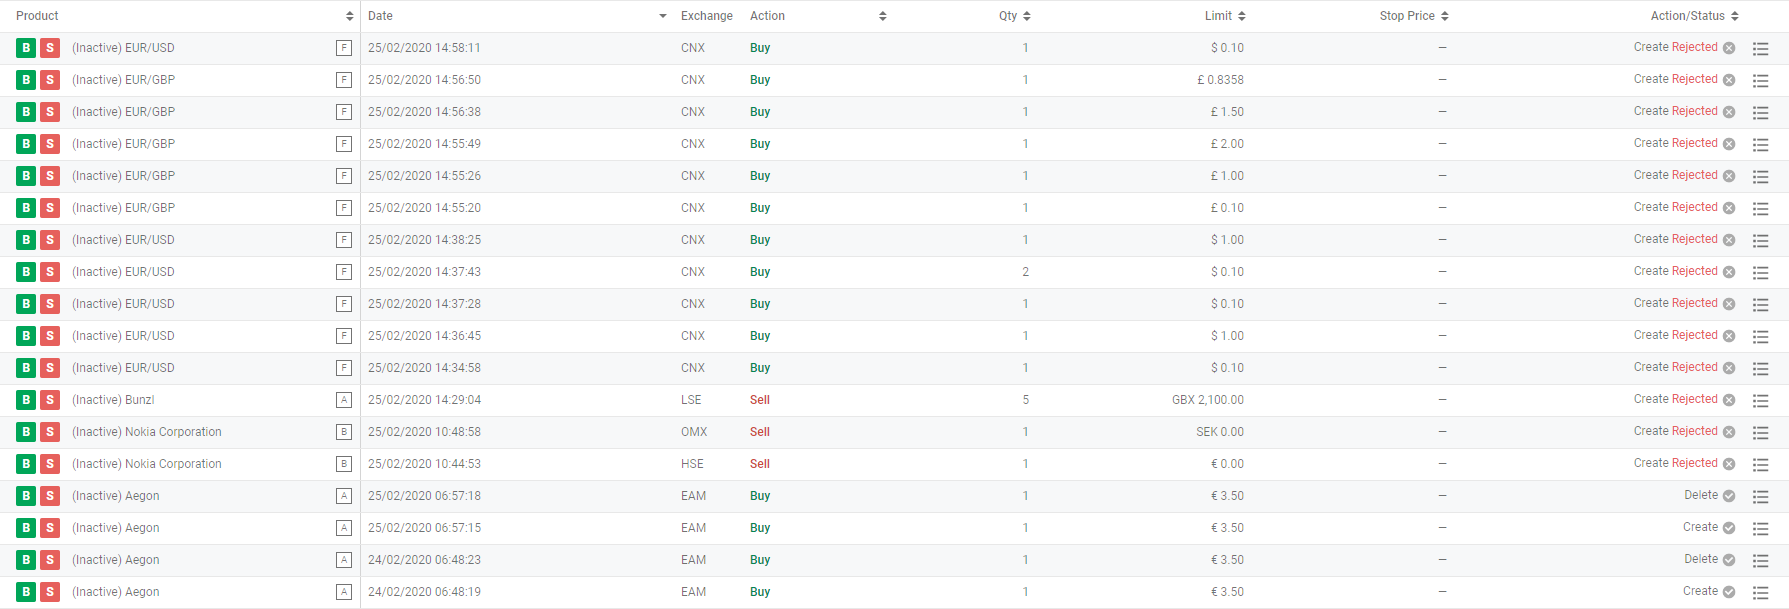 Product Date Exchange Action Qty Limit Stop Price Action/Status
B S (Inactive) EUR/USD F 25/02/2020 14:58:11 CNX Buy 1 $ 0.10 – Create Rejected
B S (Inactive) EUR/GBP F 25/02/2020 14:56:50 CNX Buy 1 £ 0.8358 – Create Rejected
B S (Inactive) EUR/GBP F 25/02/2020 14:56:38 CNX Buy 1 £ 1.50 – Create Rejected
B S (Inactive) EUR/GBP F 25/02/2020 14:55:49 CNX Buy 1 £ 2.00 – Create Rejected
B S (Inactive) EUR/GBP F 25/02/2020 14:55:26 CNX Buy 1 £ 1.00 – Create Rejected
B S (Inactive) EUR/GBP F 25/02/2020 14:55:20 CNX Buy 1 £ 0.10 – Create Rejected
B S (Inactive) EUR/USD F 25/02/2020 14:38:25 CNX Buy 1 $ 1.00 – Create Rejected
B S (Inactive) EUR/USD F 25/02/2020 14:37:43 CNX Buy 2 $ 0.10 – Create Rejected
B S (Inactive) EUR/USD F 25/02/2020 14:37:28 CNX Buy 1 $ 0.10 – Create Rejected
B S (Inactive) EUR/USD F 25/02/2020 14:36:45 CNX Buy 1 $ 1.00 – Create Rejected
B S (Inactive) EUR/USD F 25/02/2020 14:34:58 CNX Buy 1 $ 0.10 – Create Rejected
B S (Inactive) Bunzl A 25/02/2020 14:29:04 LSE Sell 5 GBX 2,100.00 – Create Rejected
B S (Inactive) Nokia Corporation B 25/02/2020 10:48:58 OMX Sell 1 SEK 0.00 – Create Rejected
B S (Inactive) Nokia Corporation B 25/02/2020 10:44:53 HSE Sell 1 € 0.00 – Create Rejected
B S (Inactive) Aegon A 25/02/2020 06:57:18 EAM Buy 1 € 3.50 – Delete
B S (Inactive) Aegon A 25/02/2020 06:57:15 EAM Buy 1 € 3.50 – Create
B S (Inactive) Aegon A 24/02/2020 06:48:23 EAM Buy 1 € 3.50 – Delete
B S (Inactive) Aegon A 24/02/2020 06:48:19 EAM Buy 1 € 3.50 – Create